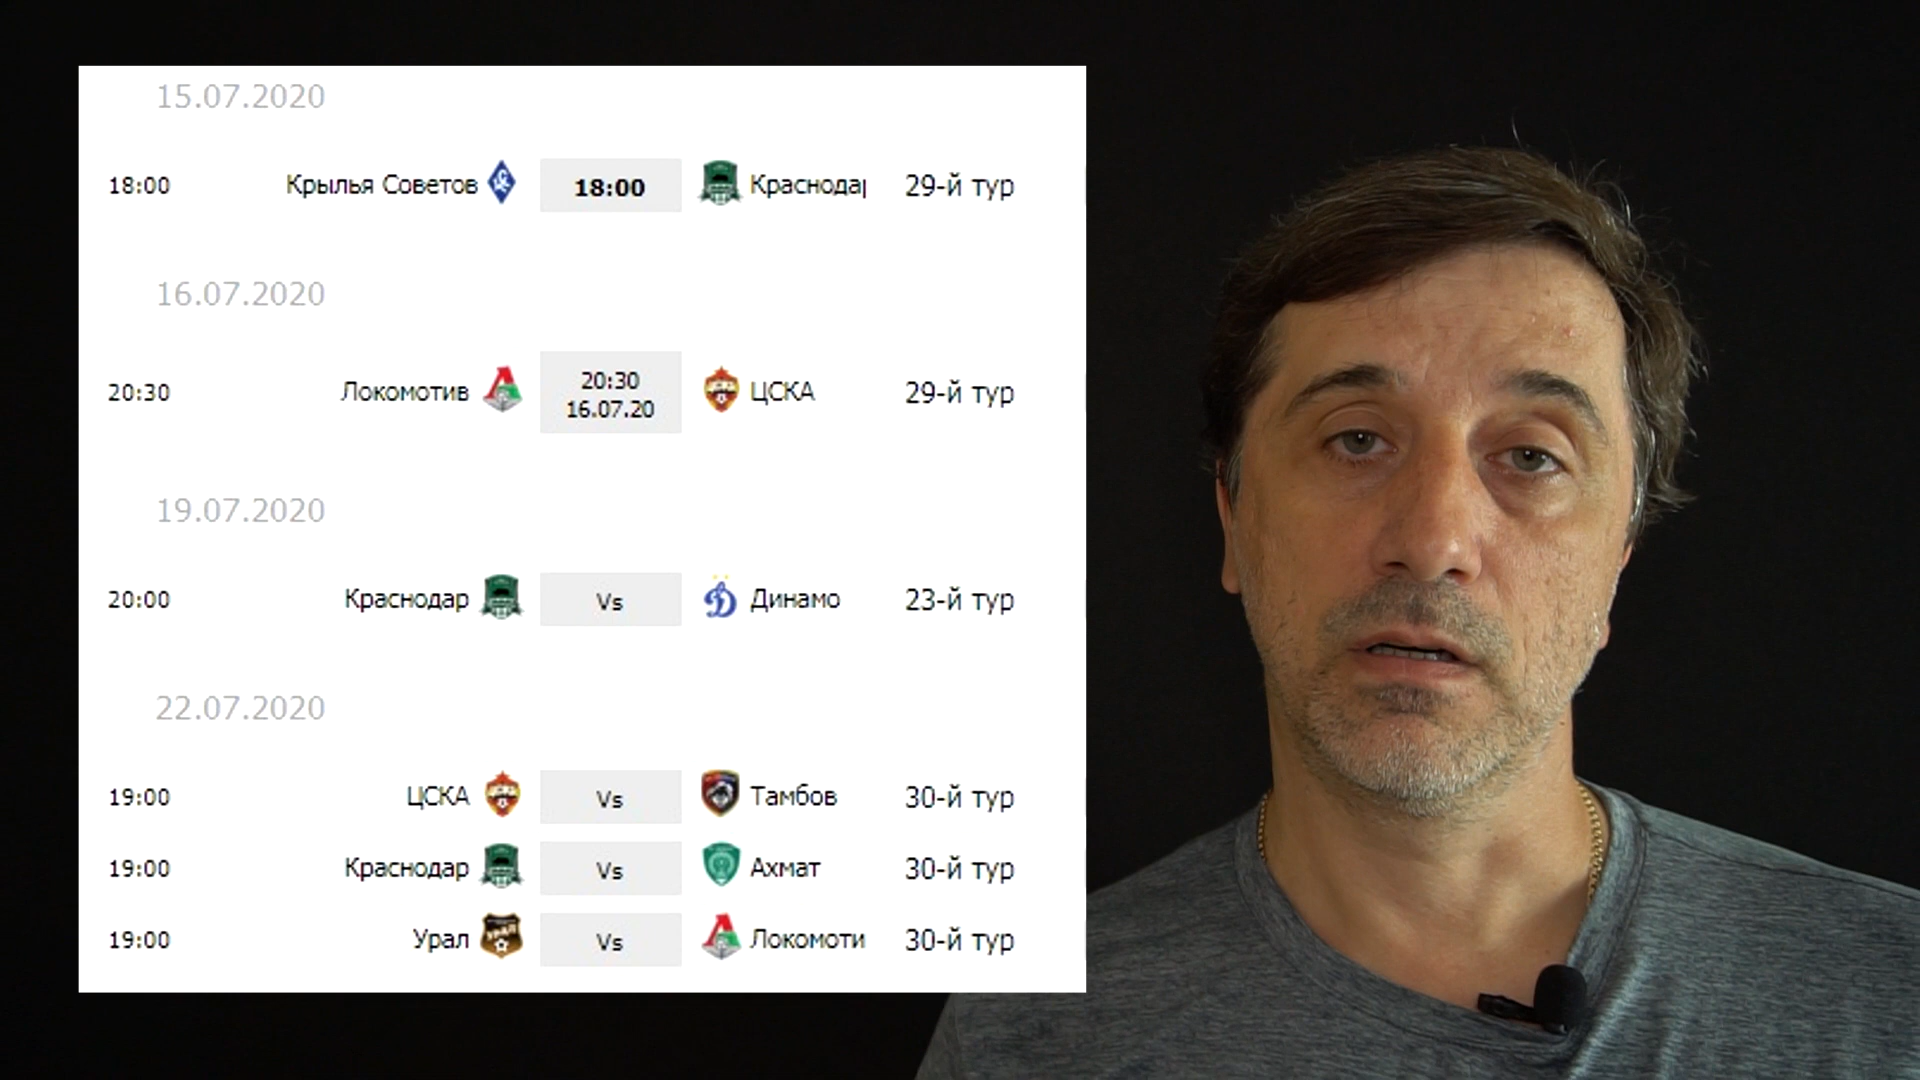 15.07.2020
18:00 Крылья Советов 18:00 Краснодар 29-й тур
16.07.2020
20:30 Локомотив 20:30 16.07.20 ЦСКА 29-й тур
19.07.2020
20:00 Краснодар Vs Динамо 23-й тур
22.07.2020
19:00 ЦСКА Vs Тамбов 30-й тур
19:00 Краснодар Vs Ахмат 30-й тур
19:00 Урал Vs Локомоти 30-й тур